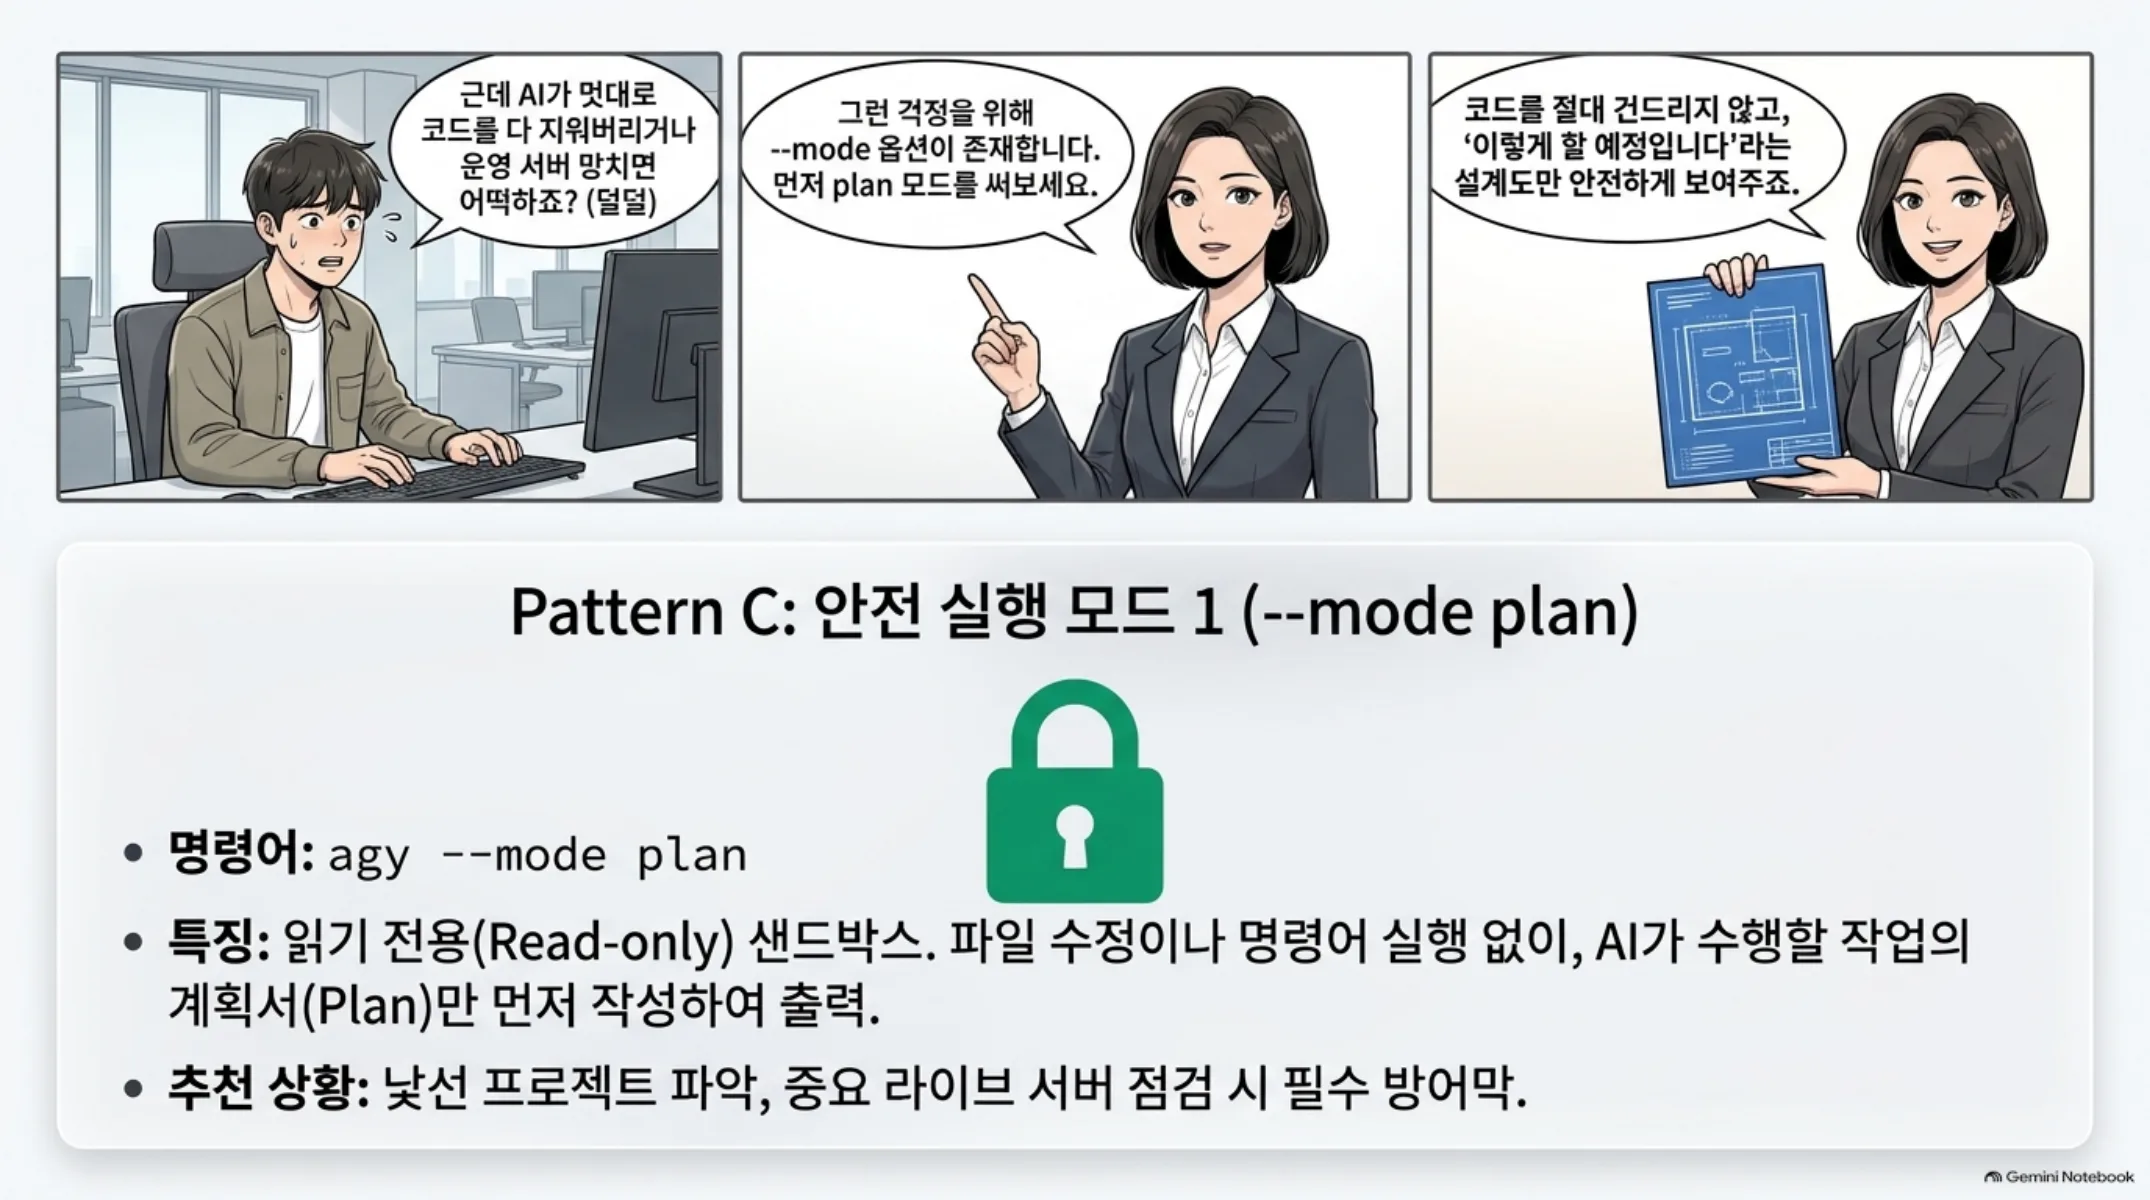 근데 AI가 멋대로
코드를 다 지워버리거나
운영 서버 망치면
어떡하죠? (덜덜)
그런 걱정을 위해
--mode 옵션이 존재합니다.
먼저 plan 모드를 써보세요.
코드를 절대 건드리지 않고,
‘이렇게 할 예정입니다’라는
설계도만 안전하게 보여주죠.
Pattern C: 안전 실행 모드 1 (--mode plan)
• 명령어: agy --mode plan
• 특징: 읽기 전용(Read-only) 샌드박스. 파일 수정이나 명령어 실행 없이, AI가 수행할 작업의
계획서(Plan)만 먼저 작성하여 출력.
• 추천 상황: 낯선 프로젝트 파악, 중요 라이브 서버 점검 시 필수 방어막.
Gemini Notebook